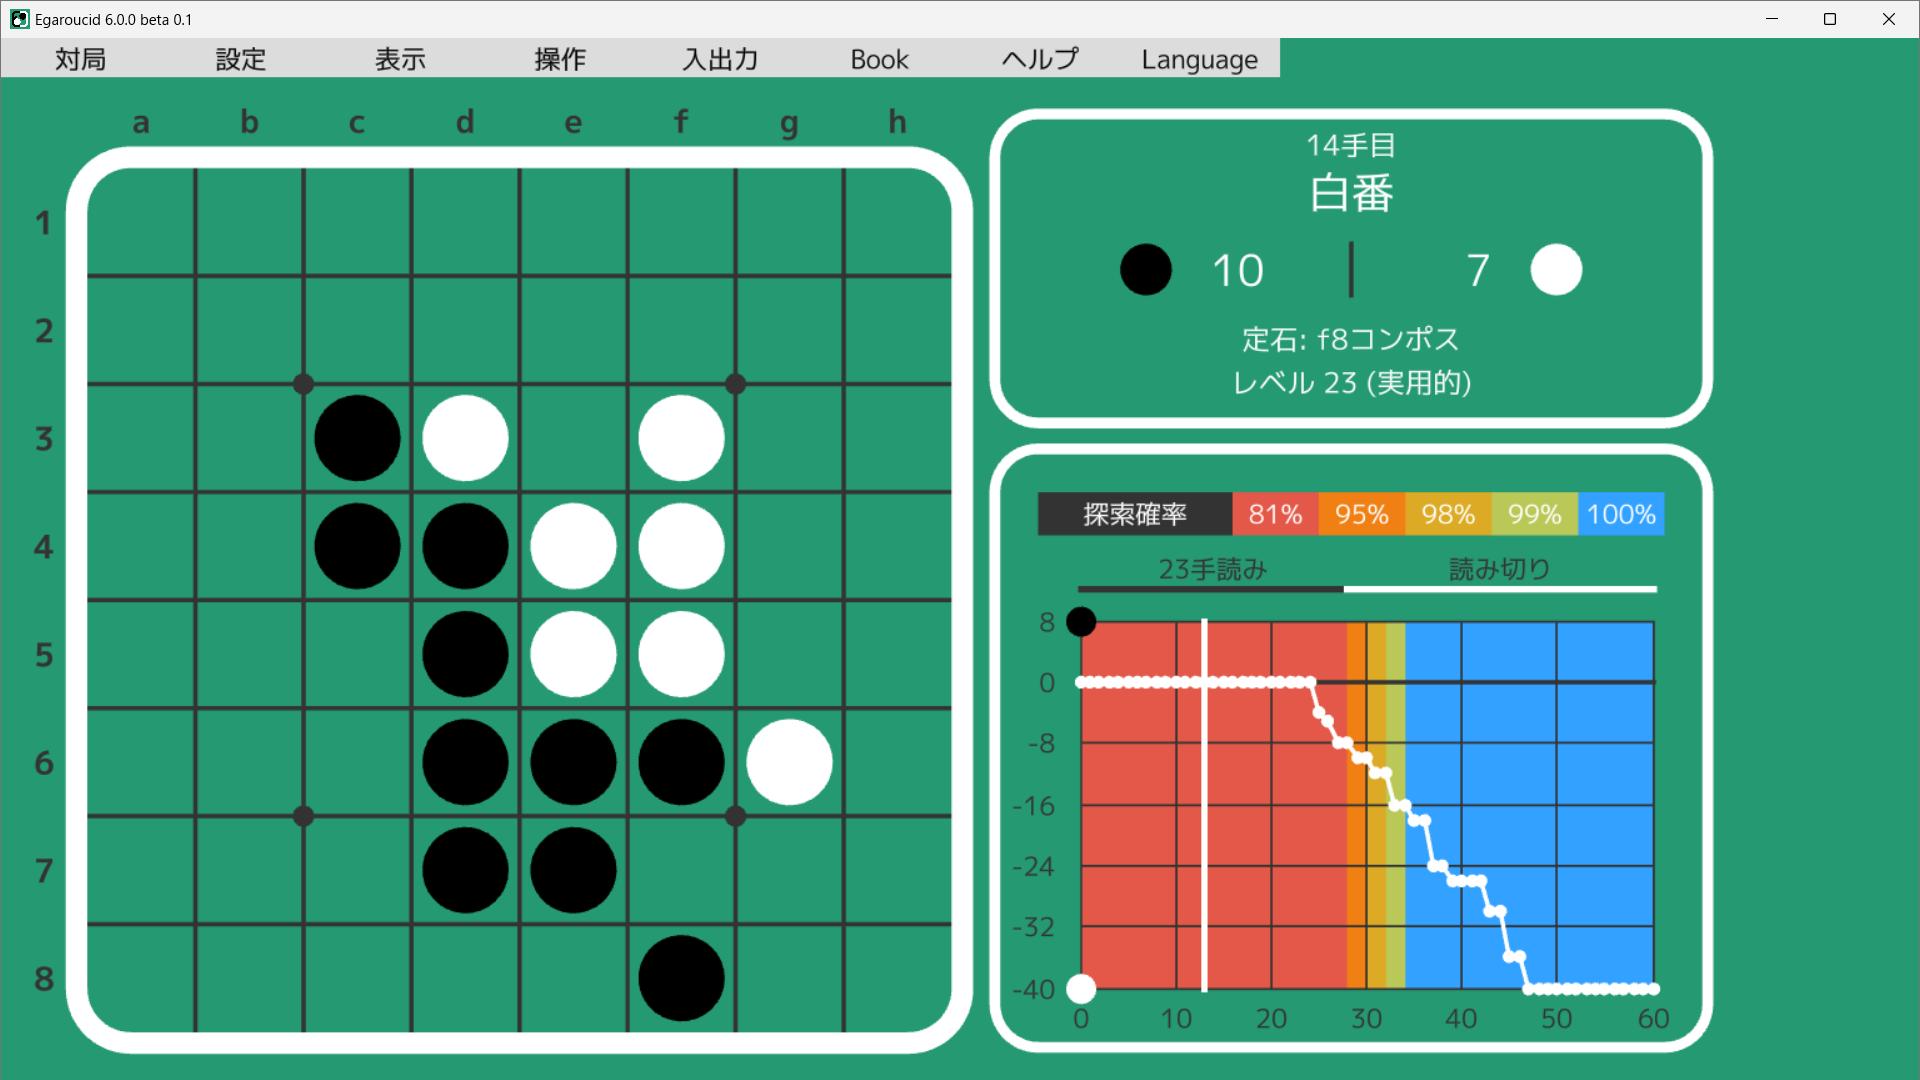 Egaroucid 6.0.0 beta 0.1
対局 設定 表示 操作 入出力 Book ヘルプ Language
a b c d e f g h
1
2
3
4
5
6
7
8
14手目
白番
10 7
定石: f8コンポス
レベル 23 (実用的)
探索確率 81% 95% 98% 99% 100%
23手読み 読み切り
8
0
-8
-16
-24
-32
-40
0 10 20 30 40 50 60